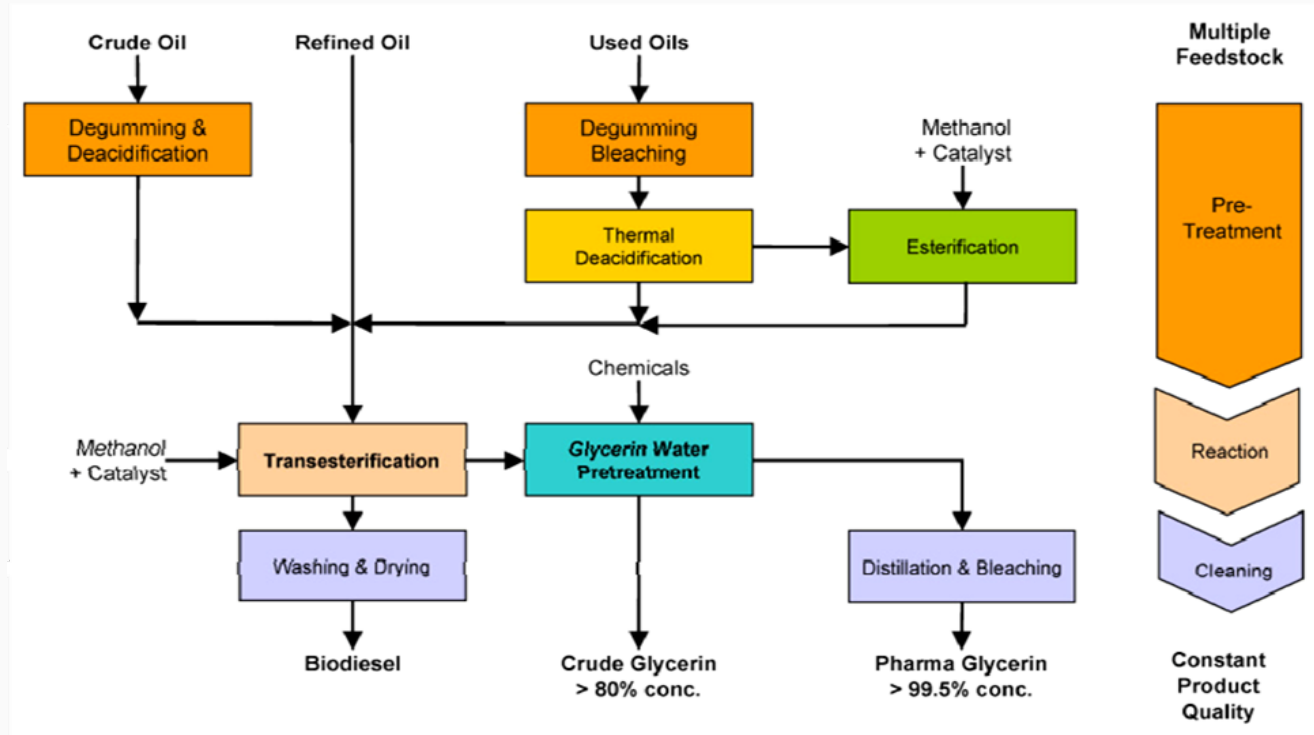 Crude Oil
Refined Oil
Used Oils
Multiple
Feedstock
Degumming &
Deacidification
Degumming
Bleaching
Methanol
+ Catalyst
Pre-
Treatment
Thermal
Deacidification
Esterification
Chemicals
Methanol
+ Catalyst
Transesterification
Glycerin Water
Pretreatment
Reaction
Washing & Drying
Distillation & Bleaching
Cleaning
Biodiesel
Crude Glycerin
> 80% conc.
Pharma Glycerin
> 99.5% conc.
Constant
Product
Quality